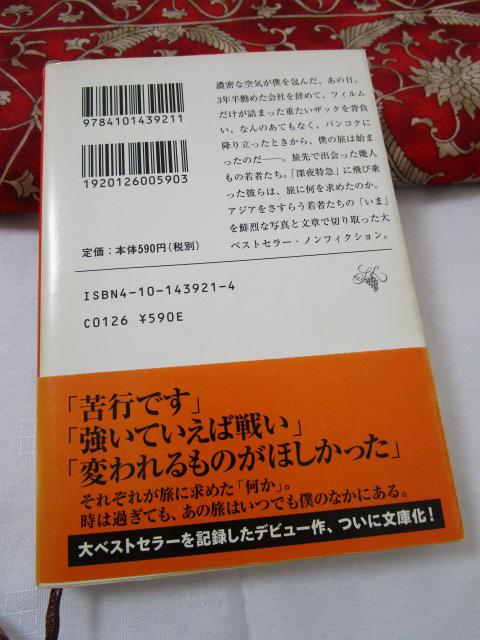 濃密な空気が僕を包んだ、あの日。
3年半勤めた会社を辞めて、フィルム
だけが詰まった重たいザックを背負
い、なんのあてもなく、バンコクに
降り立ったときから、僕の旅は始ま
ったのだ――。旅先で出会った幾人
もの若者たち。「深夜特急」に飛び乗
った彼らは、旅に何を求めたのか。
アジアをさすらう若者たちの「いま」
を鮮烈な写真と文章で切り取った大
ベストセラー・ノンフィクション。
9784101439211
1920126005903
定価：本体590円(税別)
ISBN4-10-143921-4
C0126 ¥590E
「苦行です」
「強いていえば戦い」
「変われるものがほしかった」
それぞれが旅に求めた「何か」。
時は過ぎても、あの旅はいつでも僕のなかにある。
大ベストセラーを記録したデビュー作、ついに文庫化！